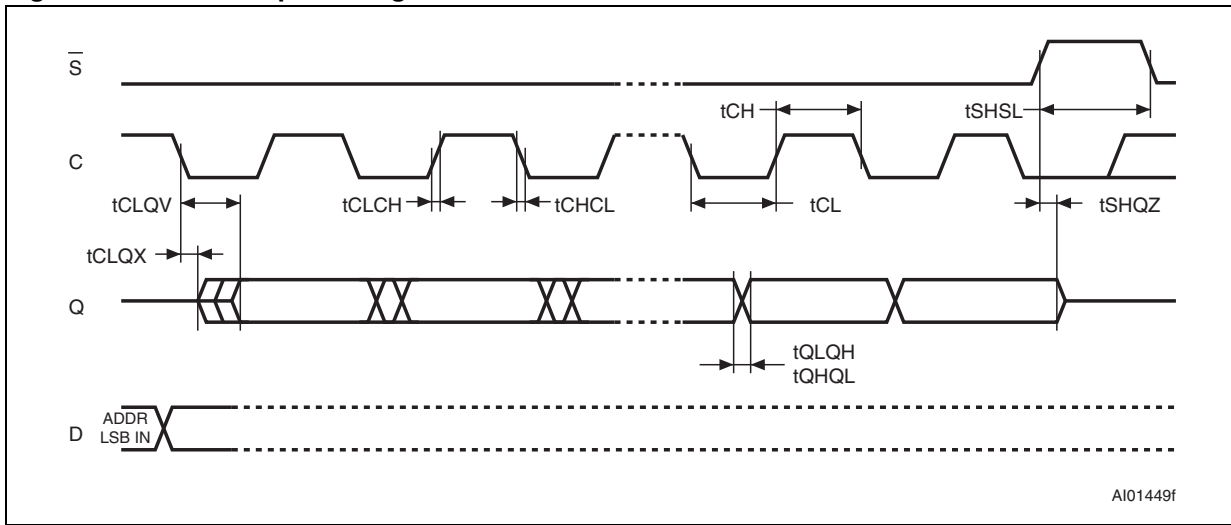 S
tCH
tSHSL
C
tCLQV
tCLCH
tCHCL
tCL
tSHQZ
tCLQX
Q
tQLQH
tQHQL
D
ADDR
LSB IN
AI01449f